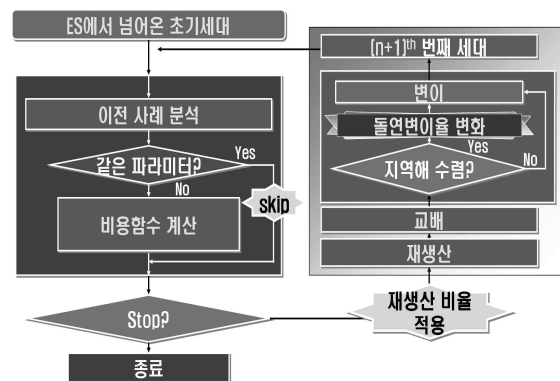 ES에서 넘어온 초기세대
이전 사례 분석
같은 파라미터?
Yes
No
skip
비용함수 계산
Stop?
종료
(n+1)th 번째 세대
변이
돌연변이율 변화
Yes
지역해 수렴?
No
교배
재생산
재생산 비율
적용